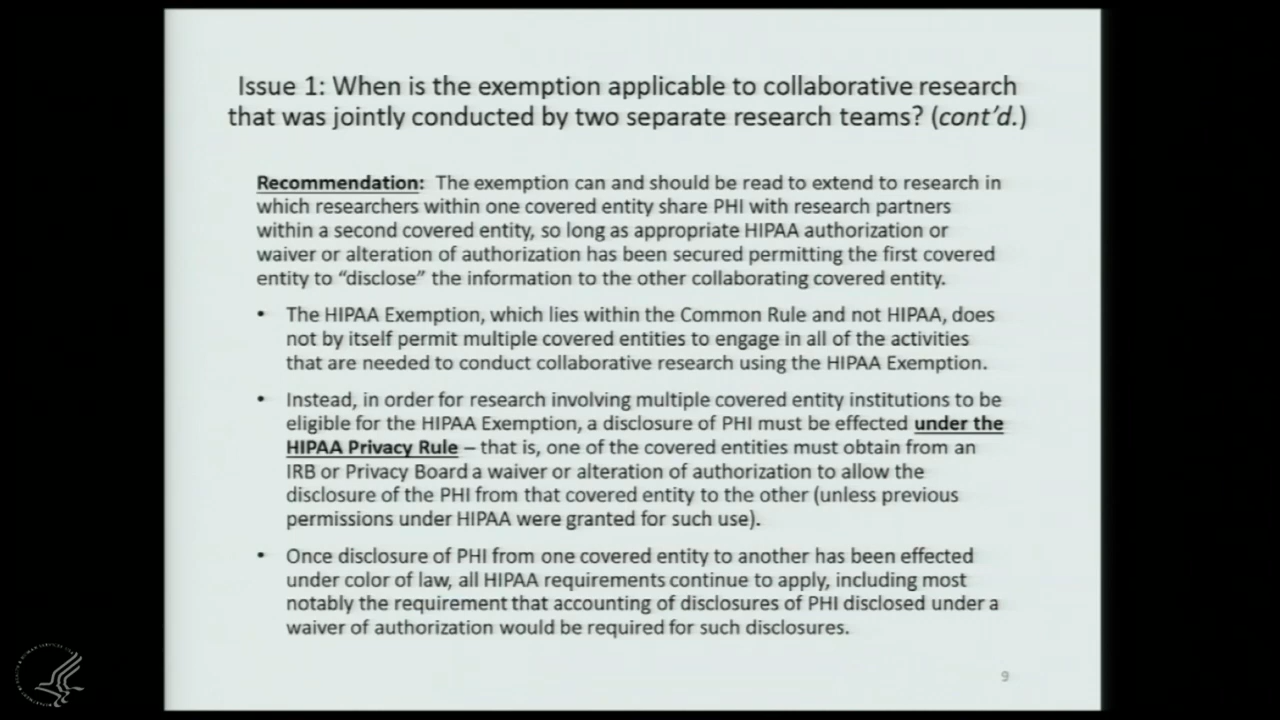 Issue 1: When is the exemption applicable to collaborative research
that was jointly conducted by two separate research teams? (cont’d.)
Recommendation: The exemption can and should be read to extend to research in
which researchers within one covered entity share PHI with research partners
within a second covered entity, so long as appropriate HIPAA authorization or
waiver or alteration of authorization has been secured permitting the first covered
entity to “disclose” the information to the other collaborating covered entity.
• The HIPAA Exemption, which lies within the Common Rule and not HIPAA, does
not by itself permit multiple covered entities to engage in all of the activities
that are needed to conduct collaborative research using the HIPAA Exemption.
• Instead, in order for research involving multiple covered entity institutions to be
eligible for the HIPAA Exemption, a disclosure of PHI must be effected under the
HIPAA Privacy Rule – that is, one of the covered entities must obtain from an
IRB or Privacy Board a waiver or alteration of authorization to allow the
disclosure of the PHI from that covered entity to the other (unless previous
permissions under HIPAA were granted for such use).
• Once disclosure of PHI from one covered entity to another has been effected
under color of law, all HIPAA requirements continue to apply, including most
notably the requirement that accounting of disclosures of PHI disclosed under a
waiver of authorization would be required for such disclosures.
9